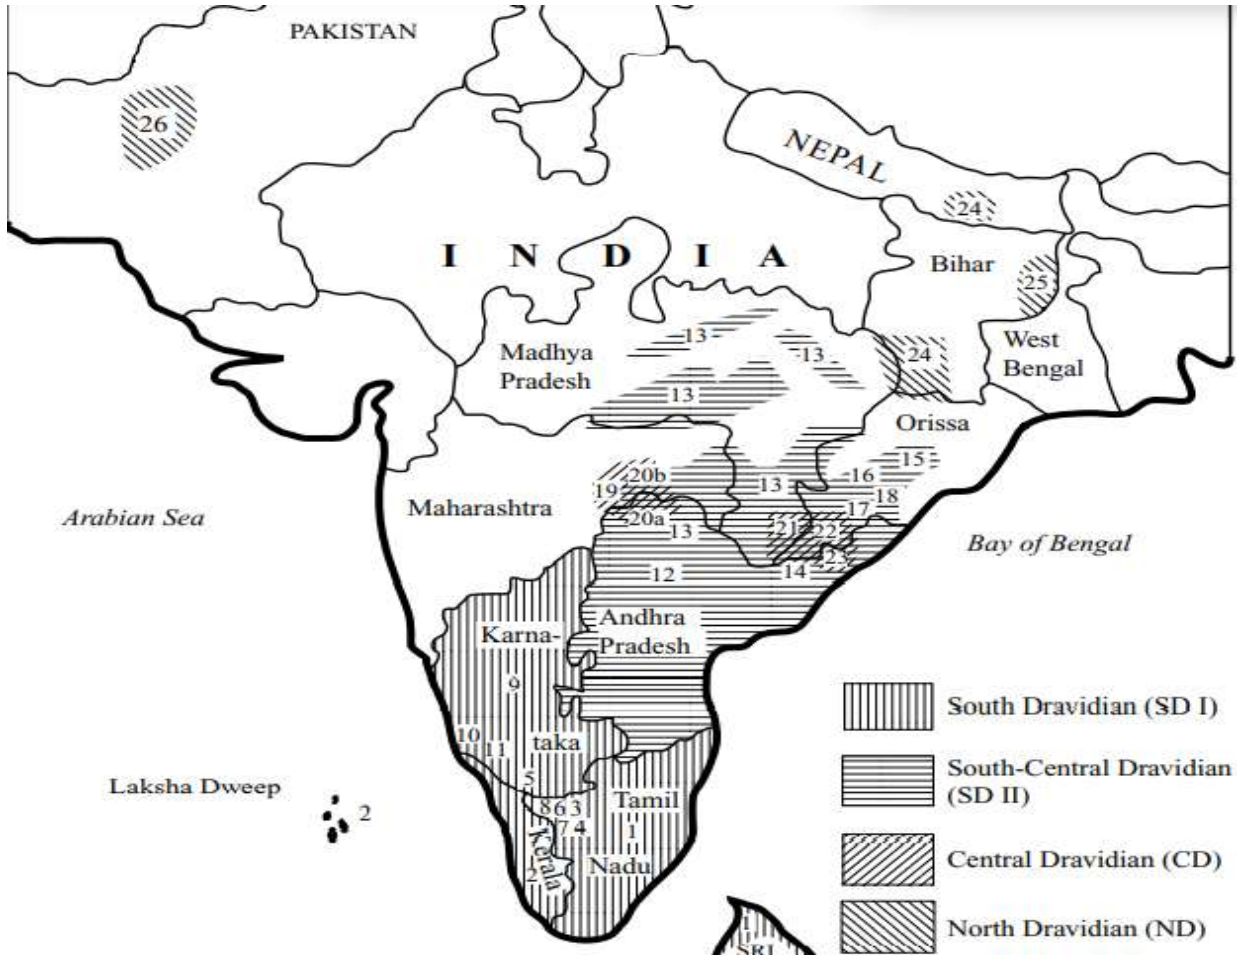 PAKISTAN
26
NEPAL
24
I N D I A
Bihar
25
13
13
Madhya
Pradesh
24
West
Bengal
13
Orissa
15
20b
16
19
13
18
Maharashtra
17
Arabian Sea
20a
13
21
22
Bay of Bengal
23
12
14
Andhra
Pradesh
Karna-
9
South Dravidian (SD I)
10
11
taka
5
South-Central Dravidian
(SD II)
Laksha Dweep
2
8 6 3
7 4
Tamil
1
Nadu
Kerala
2
Central Dravidian (CD)
North Dravidian (ND)
1
SRI